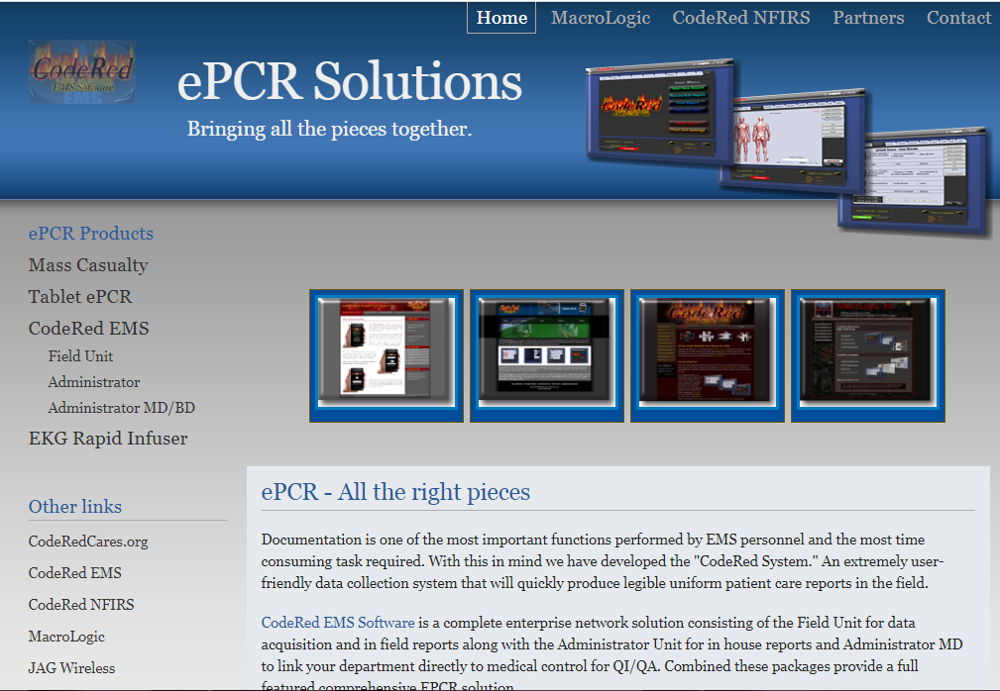 Home MacroLogic CodeRed NFIRS Partners Contact
CodeRed
EMS Software
ePCR Solutions
Bringing all the pieces together.
ePCR Products
Mass Casualty
Tablet ePCR
CodeRed EMS
Field Unit
Administrator
Administrator MD/BD
EKG Rapid Infuser
Other links
CodeRedCares.org
CodeRed EMS
CodeRed NFIRS
MacroLogic
JAG Wireless
ePCR - All the right pieces
Documentation is one of the most important functions performed by EMS personnel and the most time
consuming task required. With this in mind we have developed the "CodeRed System." An extremely user-
friendly data collection system that will quickly produce legible uniform patient care reports in the field.
CodeRed EMS Software is a complete enterprise network solution consisting of the Field Unit for data
acquisition and in field reports along with the Administrator Unit for in house reports and Administrator MD
to link your department directly to medical control for QI/QA. Combined these packages provide a full
featured comprehensive EPCR solution.